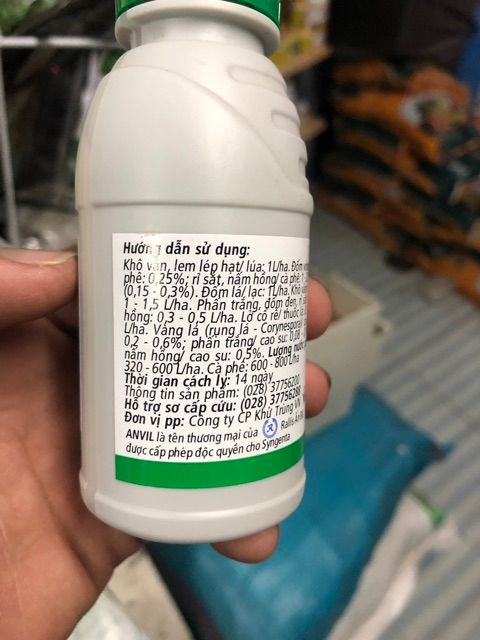 Hướng dẫn sử dụng:
Khô vằn, lem lép hạt/ lúa: 1L/ha. Đốm
phê: 0,25%; rỉ sắt, nấm hồng/ cà phê:
(0,15 - 0,3%). Đốm lá/ lạc: 1L/ha. Khô
1 - 1,5 L/ha. Phấn trắng, đốm đen, rỉ
hồng: 0,3 - 0,5 L/ha. Lở cổ rễ/ thuốc lá
L/ha. Vàng lá (rụng lá - Corynespora)
0,2 - 0,6%; phấn trắng/ cao su: 0,08
nấm hồng/ cao su: 0,5%. Lượng nước
320 - 600 L/ha. Cà phê: 600 - 800 L/ha
Thời gian cách ly: 14 ngày
Thông tin sản phẩm: (028) 37756200
Hỗ trợ sơ cấp cứu: (028) 37756288
Đơn vị pp: Công ty CP Khử Trùng VN
ANVIL là tên thương mại của Rallis
được cấp phép độc quyền cho Syngenta